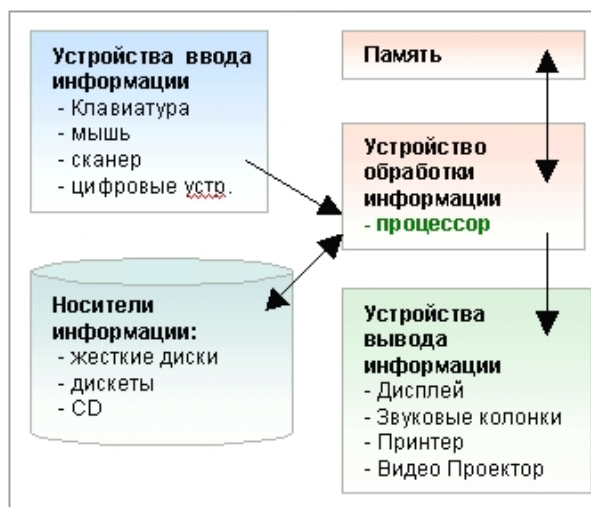 Устройства ввода
информации
- Клавиатура
- мышь
- сканер
- цифровые устр.
Память
Устройство
обработки
информации
- процессор
Носители
информации:
- жесткие диски
- дискеты
- CD
Устройства
вывода
информации
- Дисплей
- Звуковые колонки
- Принтер
- Видео Проектор